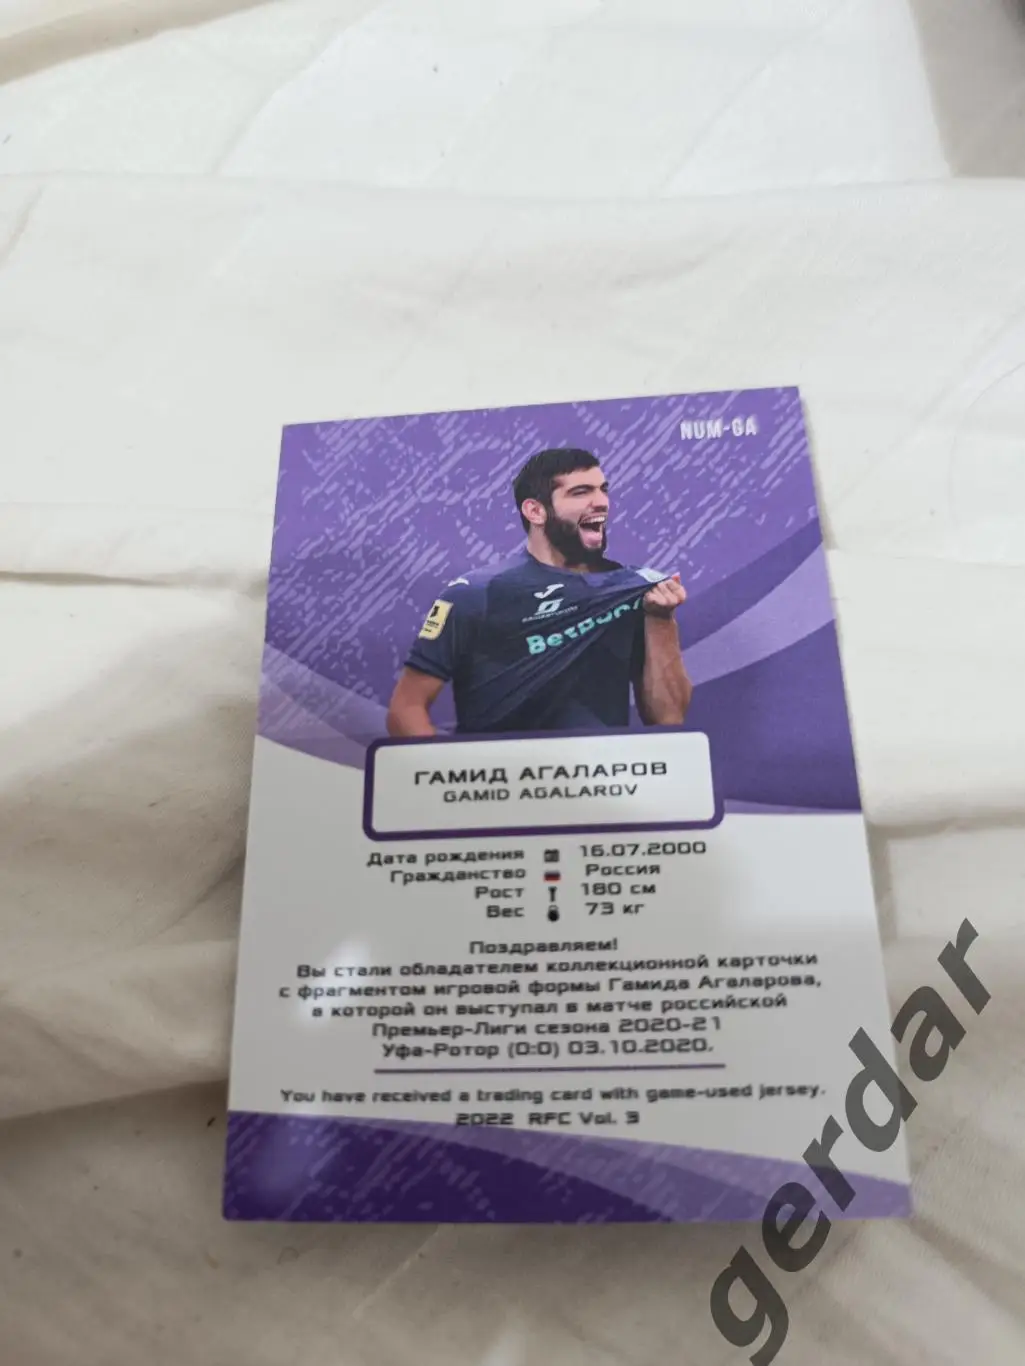 NUM-GA
Betboom
ГАМИД АГАЛАРОВ
GAMID AGALAROV
Дата рождения 16.07.2000
Гражданство Россия
Рост 180 см
Вес 73 кг
Поздравляем!
Вы стали обладателем коллекционной карточки
с фрагментом игровой формы Гамида Агаларова,
в которой он выступал в матче российской
Премьер-Лиги сезона 2020-21
Уфа-Ротор (0:0) 03.10.2020.
You have received a trading card with game-used jersey.
2022 RFC Vol. 3
gerdar